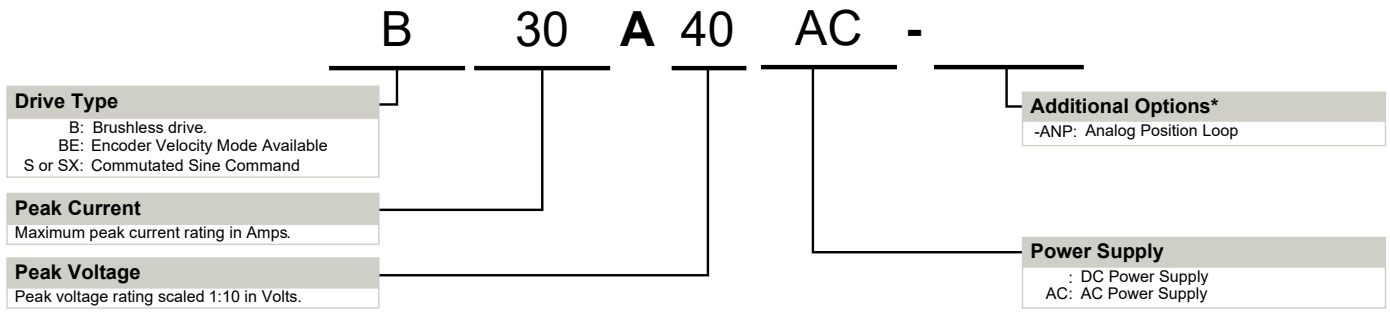 B 30 A 40 AC -
Drive Type
B: Brushless drive.
BE: Encoder Velocity Mode Available
S or SX: Commutated Sine Command
Peak Current
Maximum peak current rating in Amps.
Peak Voltage
Peak voltage rating scaled 1:10 in Volts.
Additional Options*
-ANP: Analog Position Loop
Power Supply
: DC Power Supply
AC: AC Power Supply